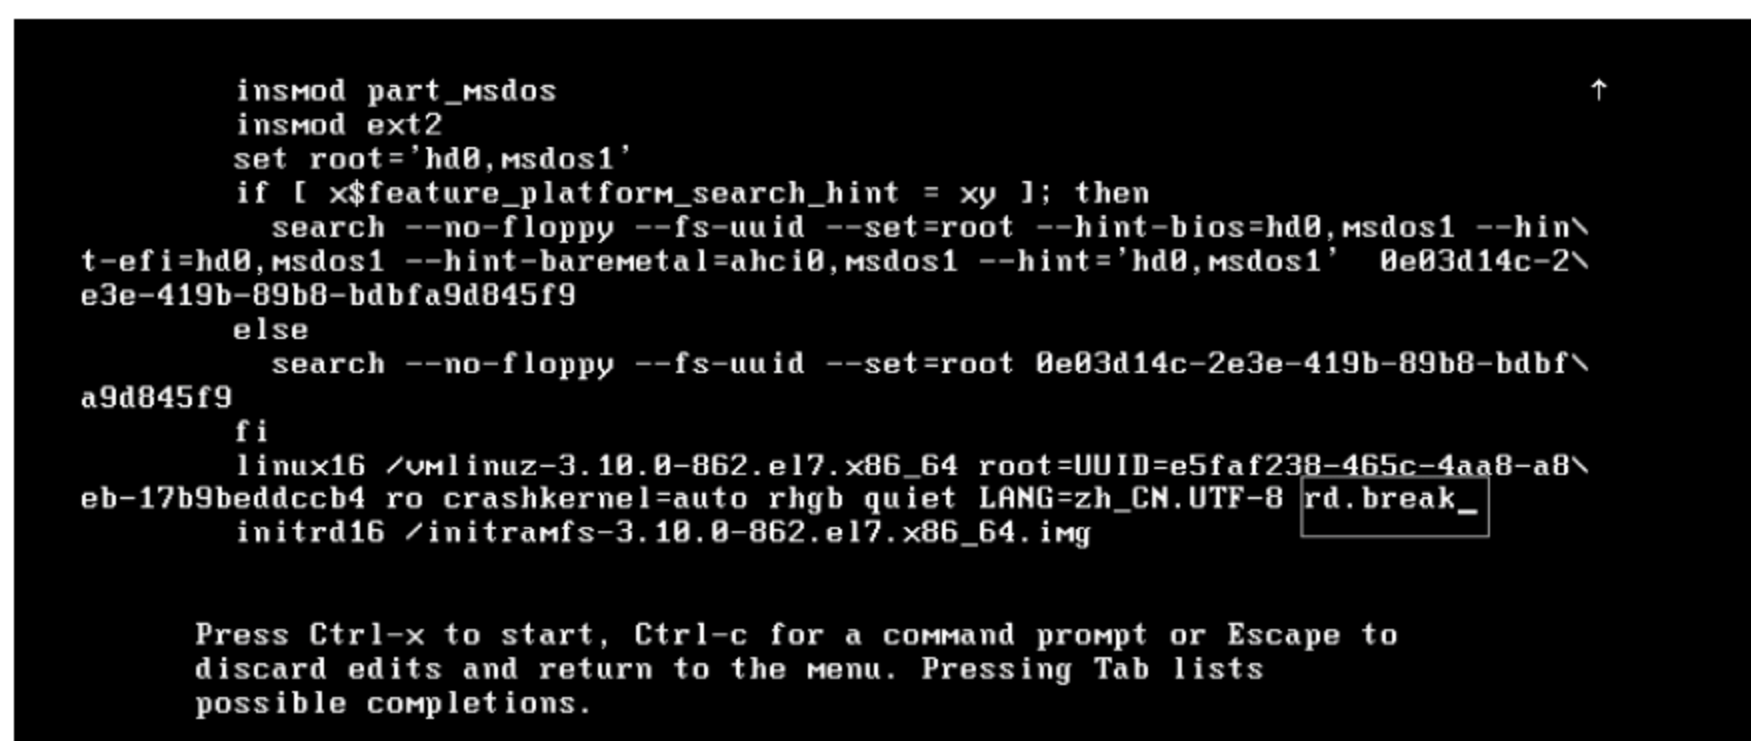 ↑
insmod part_msdos
insmod ext2
set root='hd0,msdos1'
if [ x$feature_platform_search_hint = xy ]; then
search --no-floppy --fs-uuid --set=root --hint-bios=hd0,msdos1 --hin\
t-efi=hd0,msdos1 --hint-baremetal=ahci0,msdos1 --hint='hd0,msdos1'  0e03d14c-2\
e3e-419b-89b8-bdbfa9d845f9
else
search --no-floppy --fs-uuid --set=root 0e03d14c-2e3e-419b-89b8-bdbf\
a9d845f9
fi
linux16 /vmlinuz-3.10.0-862.el7.x86_64 root=UUID=e5faf238-465c-4aa8-a8\
eb-17b9beddccb4 ro crashkernel=auto rhgb quiet LANG=zh_CN.UTF-8 rd.break_
initrd16 /initramfs-3.10.0-862.el7.x86_64.img
Press Ctrl-x to start, Ctrl-c for a command prompt or Escape to
discard edits and return to the menu. Pressing Tab lists
possible completions.